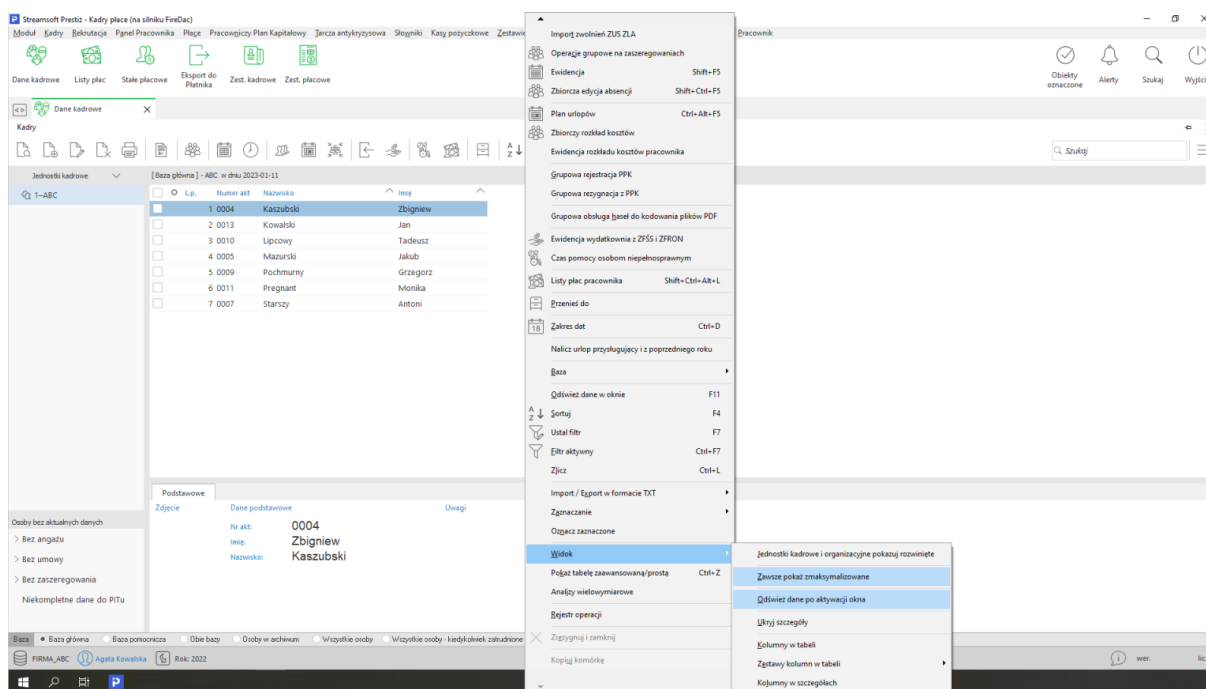 Streamsoft Prestiż - Kadry płace (na silniku FireDac)
Moduł Kadry Rekrutacja Panel Pracownika Płace Pracowniczy Plan Kapitałowy Tarcza antykryzysowa Słowniki Kasy pożyczkowe Pracownik
Dane kadrowe
Listy płac
Stałe płacowe
Eksport do
Płatnika
Zest. kadrowe
Zest. płacowe
Obiekty
oznaczone
Alerty
Szukaj
Dane kadrowe
Kadry
Szukaj
Jednostki kadrowe
1–ABC
[Baza główna ] - ABC w dniu 2023-01-11
L.p. Numer akt Nazwisko Imię
1 0004 Kaszubski Zbigniew
2 0013 Kowalski Jan
3 0010 Lipcowy Tadeusz
4 0005 Mazurski Jakub
5 0009 Pochmurny Grzegorz
6 0011 Pregnant Monika
7 0007 Starszy Antoni
Import zwolnień ZUS ZLA
Operacje grupowe na zaszeregowaniach
Ewidencja Shift+F5
Zbiorcza edycja absencji Shift+Ctrl+F5
Plan urlopów Ctrl+Alt+F5
Zbiorczy rozkład kosztów
Ewidencja rozkładu kosztów pracownika
Grupowa rejestracja PPK
Grupowa rezygnacja z PPK
Grupowa obsługa haseł do kodowania plików PDF
Ewidencja wydatkownia z ZFŚS i ZFRON
Czas pomocy osobom niepełnosprawnym
Listy płac pracownika Shift+Ctrl+Alt+L
Przenieś do
18 Zakres dat Ctrl+D
Nalicz urlop przysługujący i z poprzedniego roku
Baza
Odśwież dane w oknie F11
Sortuj F4
Ustal filtr F7
Filtr aktywny Ctrl+F7
Zlicz Ctrl+L
Import / Export w formacie TXT
Zaznaczanie
Oznacz zaznaczone
Widok
Pokaż tabelę zaawansowaną/prostą Ctrl+Z
Analizy wielowymiarowe
Rejestr operacji
Zrezygnuj i zamknij
Kopiuj komórkę
Jednostki kadrowe i organizacyjne pokazuj rozwinięte
Zawsze pokaż zmaksymalizowane
Odśwież dane po aktywacji okna
Ukryj szczegóły
Kolumny w tabeli
Zestawy kolumn w tabeli
Kolumny w szczegółach
Podstawowe
Zdjęcie
Dane podstawowe
Uwagi
Nr akt: 0004
Imię: Zbigniew
Nazwisko: Kaszubski
Osoby bez aktualnych danych
Bez angażu
Bez umowy
Bez zaszeregowania
Niekompletne dane do PITu
Baza Baza główna Baza pomocnicza Obie bazy Osoby w archiwum Wszystkie osoby Wszystkie osoby - kiedykolwiek zatrudnione
FIRMA_ABC Agata Kowalska Rok: 2022 wer. lic